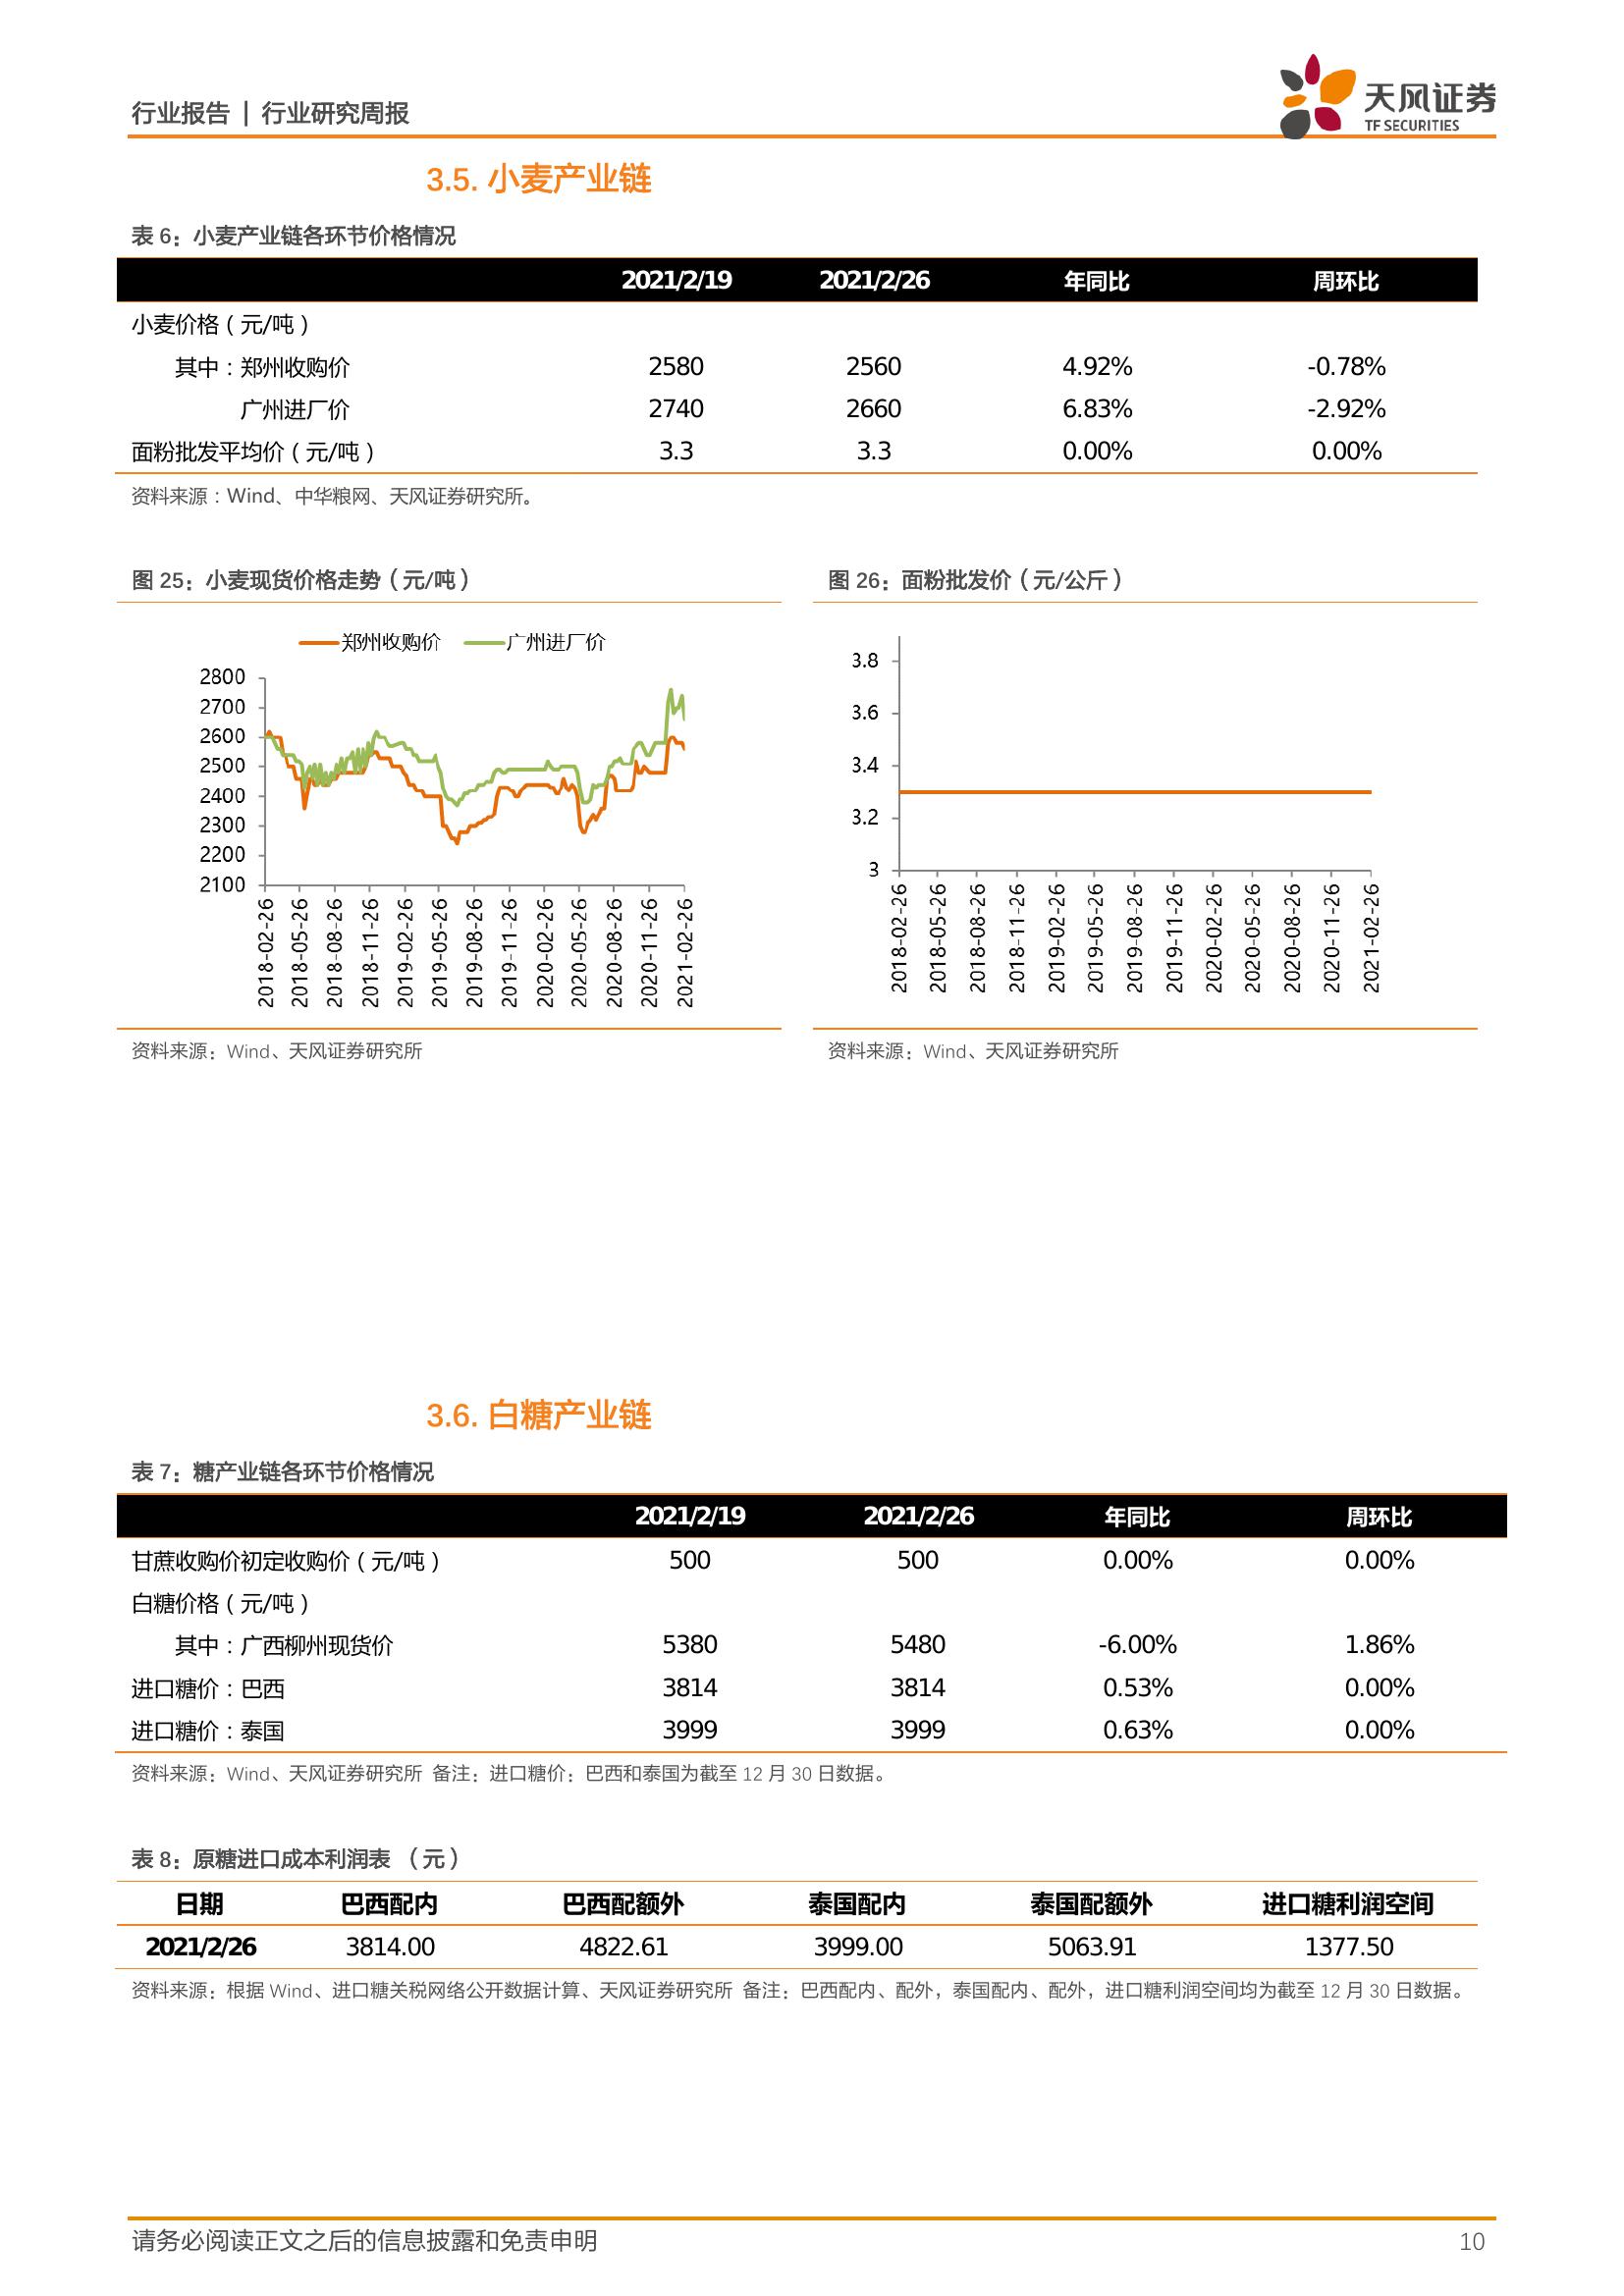 行业报告 | 行业研究周报
天风证券
TF SECURITIES
3.5. 小麦产业链
表 6：小麦产业链各环节价格情况
2021/2/19 2021/2/26 年同比 周环比
小麦价格（元/吨）
其中：郑州收购价 2580 2560 4.92% -0.78%
广州进厂价 2740 2660 6.83% -2.92%
面粉批发平均价（元/吨） 3.3 3.3 0.00% 0.00%
资料来源：Wind、中华粮网、天风证券研究所。
图 25：小麦现货价格走势（元/吨）
郑州收购价 广州进厂价
2800
2700
2600
2500
2400
2300
2200
2100
2018-02-26 2018-05-26 2018-08-26 2018-11-26 2019-02-26 2019-05-26 2019-08-26 2019-11-26 2020-02-26 2020-05-26 2020-08-26 2020-11-26 2021-02-26
资料来源：Wind、天风证券研究所
图 26：面粉批发价（元/公斤）
3.8
3.6
3.4
3.2
3
2018-02-26 2018-05-26 2018-08-26 2018-11-26 2019-02-26 2019-05-26 2019-08-26 2019-11-26 2020-02-26 2020-05-26 2020-08-26 2020-11-26 2021-02-26
资料来源：Wind、天风证券研究所
3.6. 白糖产业链
表 7：糖产业链各环节价格情况
2021/2/19 2021/2/26 年同比 周环比
甘蔗收购价初定收购价（元/吨） 500 500 0.00% 0.00%
白糖价格（元/吨）
其中：广西柳州现货价 5380 5480 -6.00% 1.86%
进口糖价：巴西 3814 3814 0.53% 0.00%
进口糖价：泰国 3999 3999 0.63% 0.00%
资料来源：Wind、天风证券研究所 备注：进口糖价：巴西和泰国为截至 12 月 30 日数据。
表 8：原糖进口成本利润表 （元）
日期 巴西配内 巴西配额外 泰国配内 泰国配额外 进口糖利润空间
2021/2/26 3814.00 4822.61 3999.00 5063.91 1377.50
资料来源：根据 Wind、进口糖关税网络公开数据计算、天风证券研究所 备注：巴西配内、配外，泰国配内、配外，进口糖利润空间均为截至 12 月 30 日数据。
请务必阅读正文之后的信息披露和免责申明 10